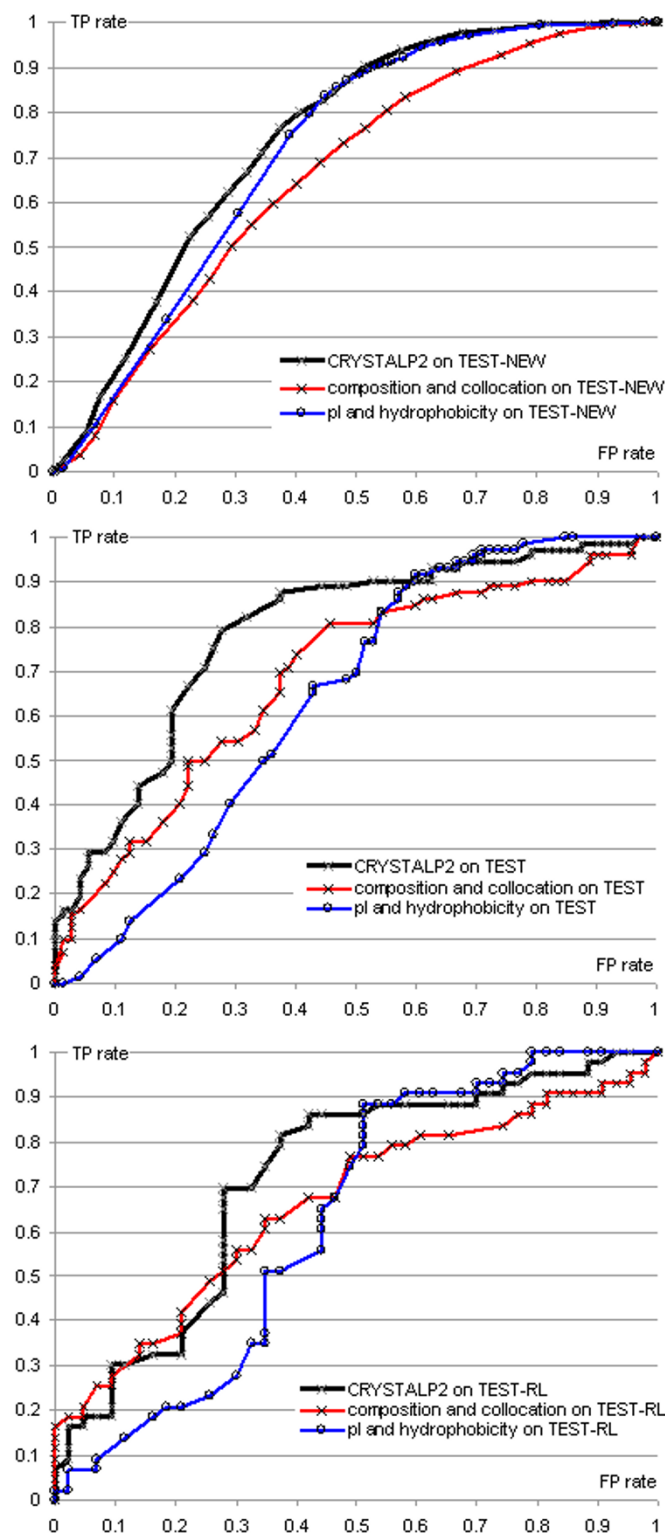 1
TP rate
0.9
0.8
0.7
0.6
0.5
0.4
0.3
0.2
0.1
0
CRYSTALP2 on TEST-NEW
composition and collocation on TEST-NEW
pI and hydrophobicity on TEST-NEW
FP rate
0 0.1 0.2 0.3 0.4 0.5 0.6 0.7 0.8 0.9 1
1
TP rate
0.9
0.8
0.7
0.6
0.5
0.4
0.3
0.2
0.1
0
CRYSTALP2 on TEST
composition and collocation on TEST
pI and hydrophobicity on TEST
FP rate
0 0.1 0.2 0.3 0.4 0.5 0.6 0.7 0.8 0.9 1
1
TP rate
0.9
0.8
0.7
0.6
0.5
0.4
0.3
0.2
0.1
0
CRYSTALP2 on TEST-RL
composition and collocation on TEST-RL
pI and hydrophobicity on TEST-RL
FP rate
0 0.1 0.2 0.3 0.4 0.5 0.6 0.7 0.8 0.9 1